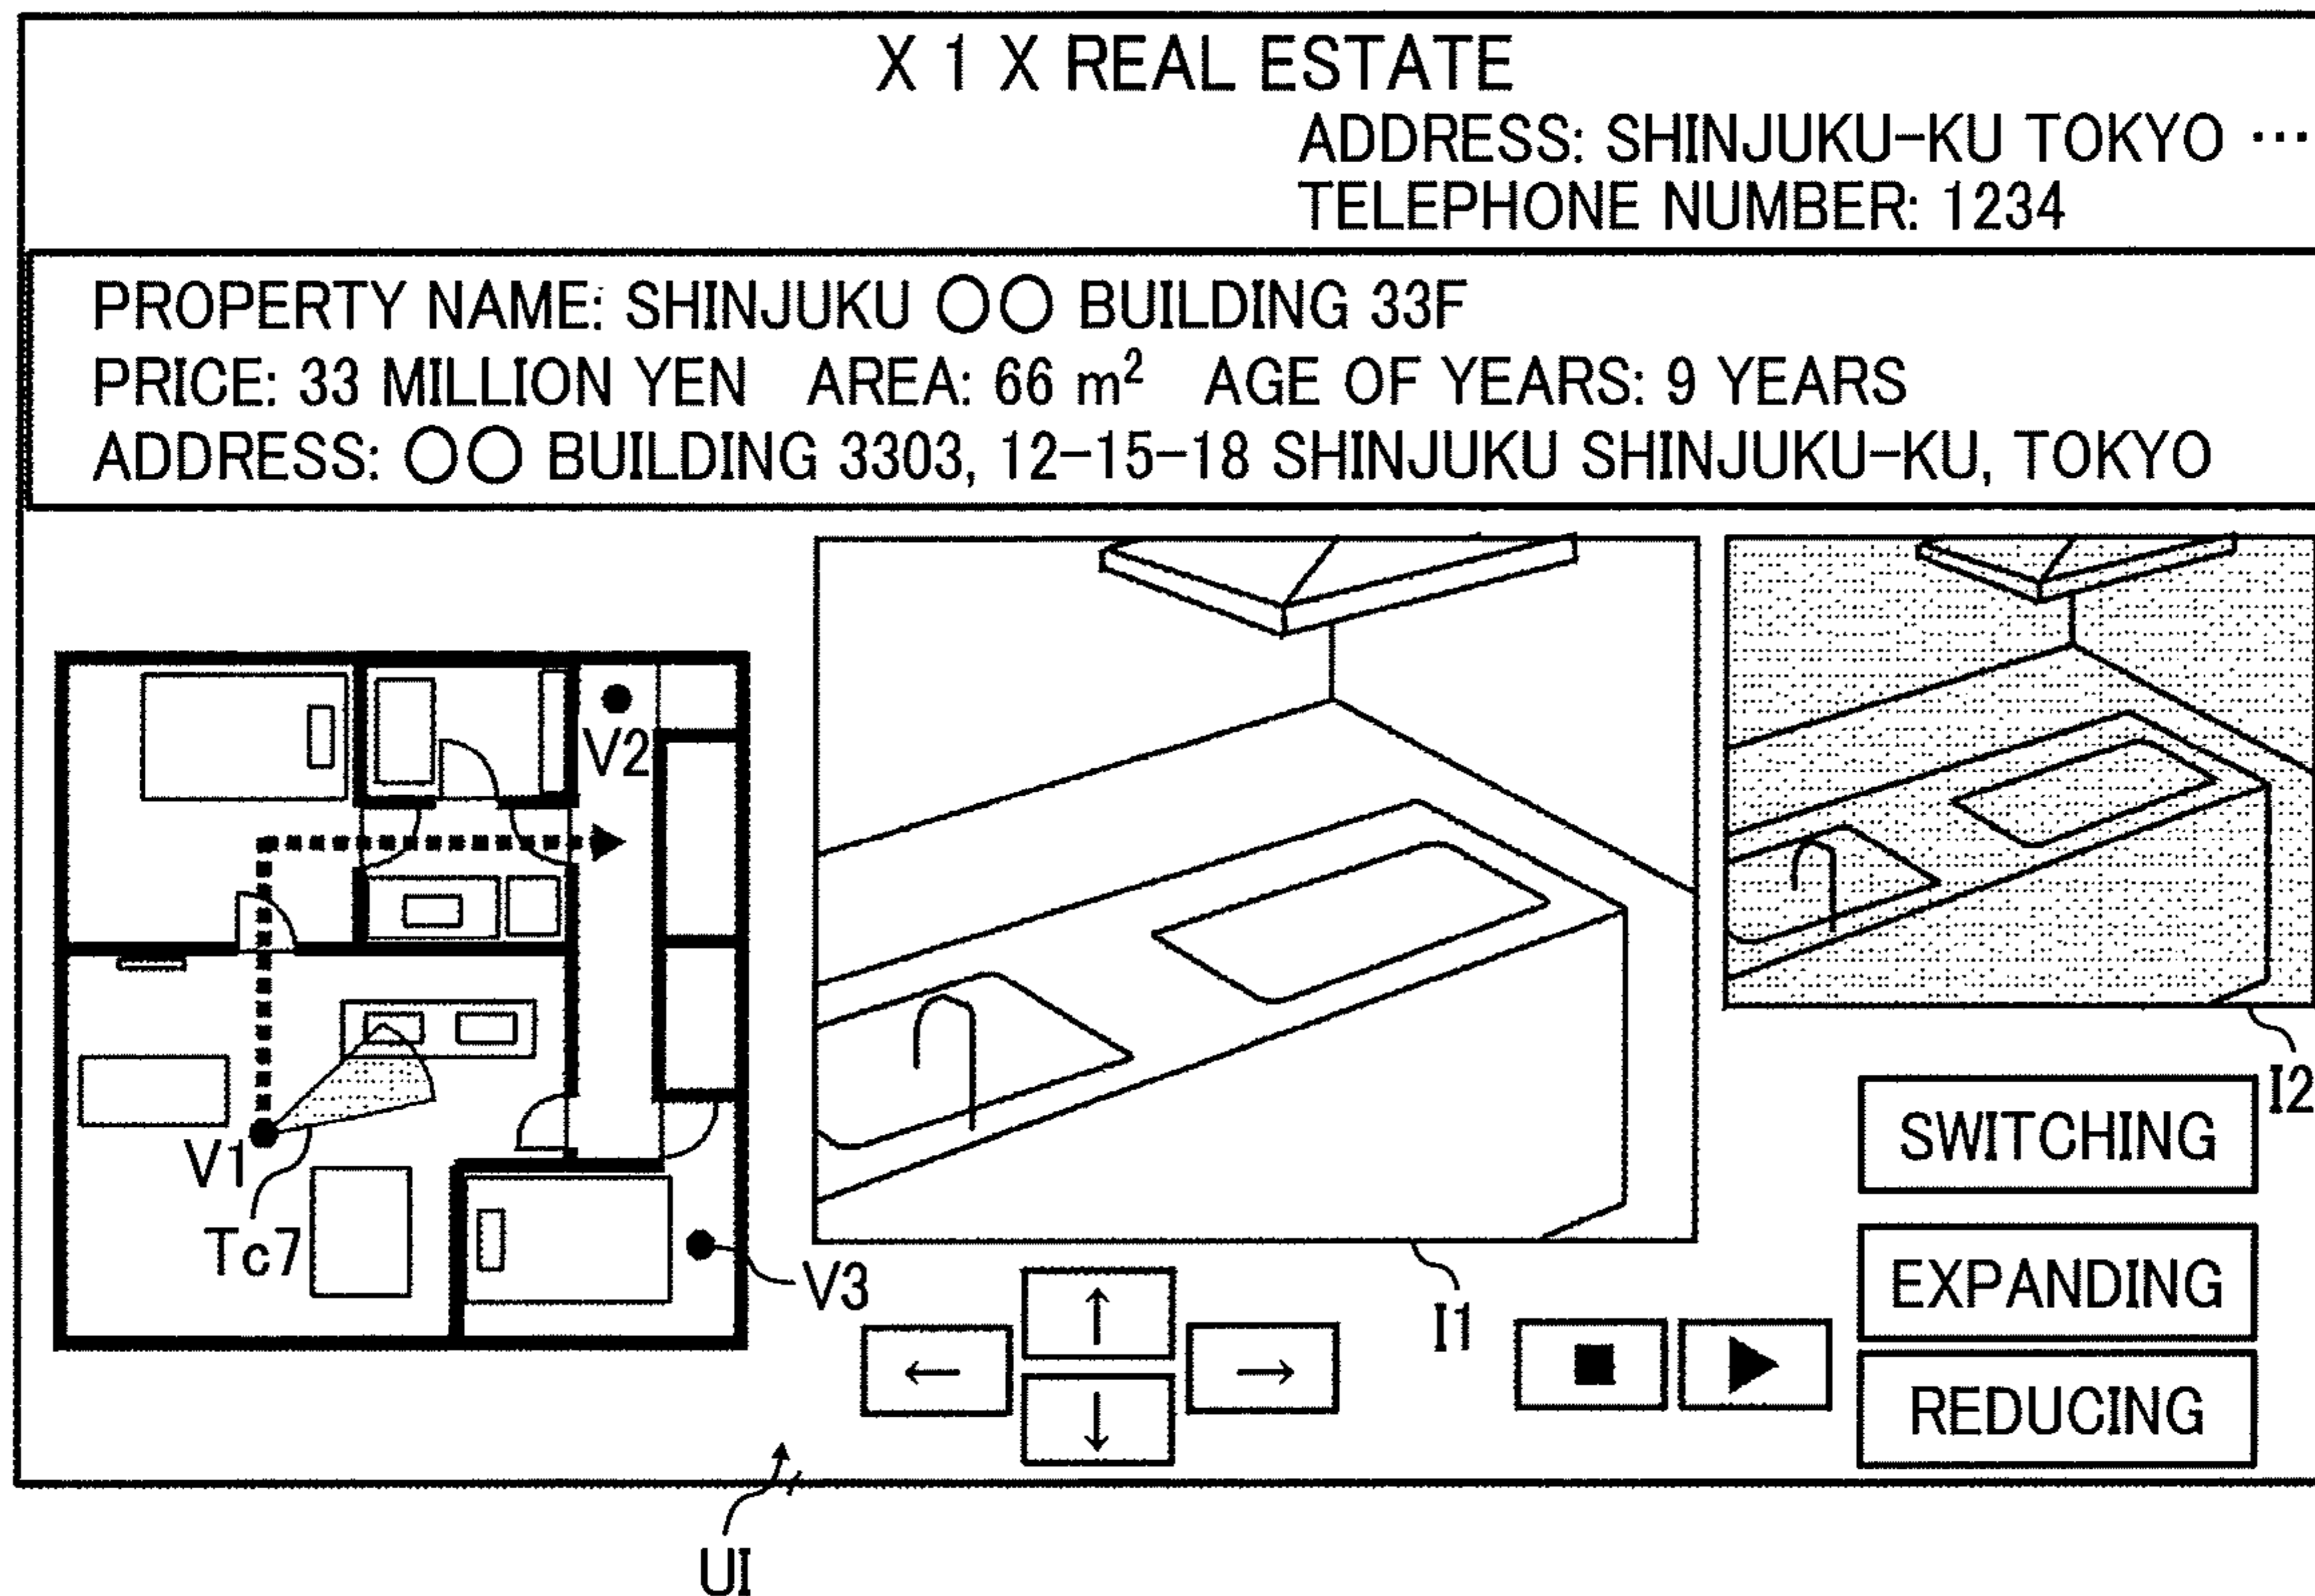 X 1 X REAL ESTATE
ADDRESS: SHINJUKU-KU TOKYO ···
TELEPHONE NUMBER: 1234
PROPERTY NAME: SHINJUKU ○○ BUILDING 33F
PRICE: 33 MILLION YEN AREA: 66 m² AGE OF YEARS: 9 YEARS
ADDRESS: ○○ BUILDING 3303, 12-15-18 SHINJUKU SHINJUKU-KU, TOKYO
V2
V1
Tc7
V3
I1
I2
SWITCHING
EXPANDING
REDUCING
↑
← →
↓
■ ▶
UI